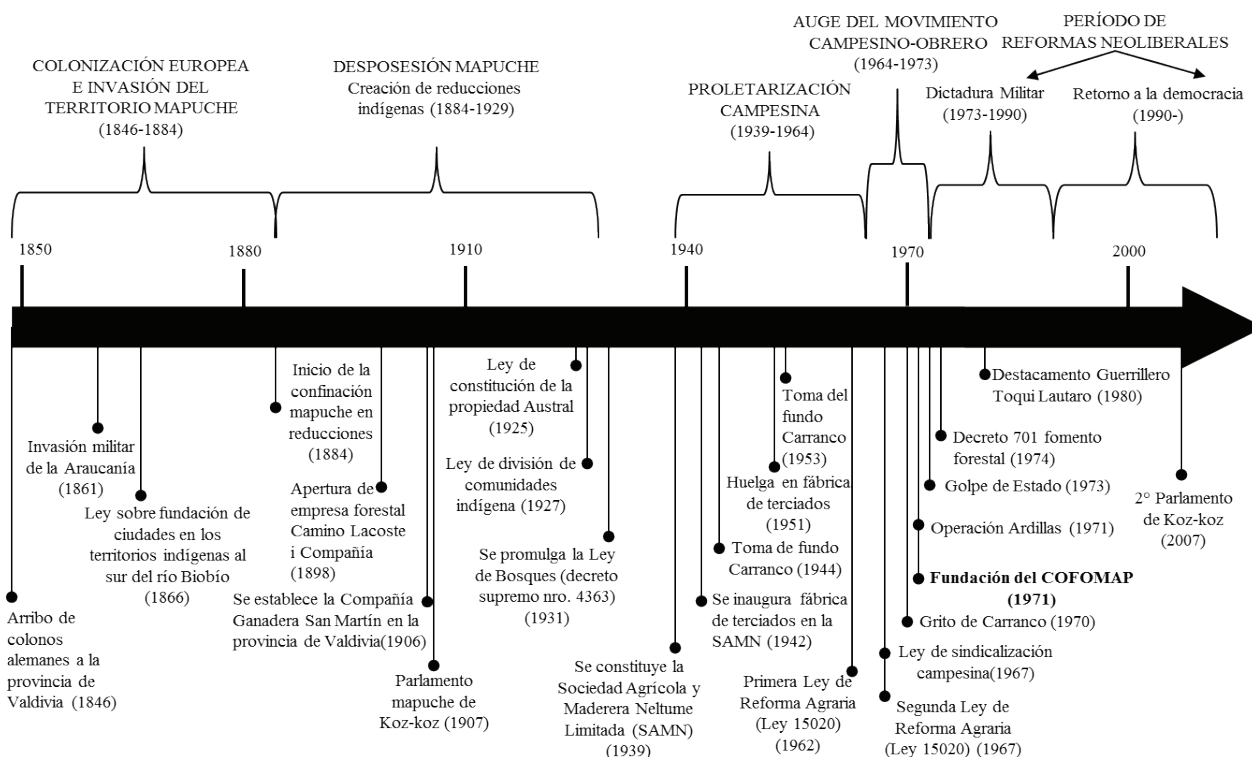 COLONIZACIÓN EUROPEA
E INVASIÓN DEL
TERRITORIO MAPUCHE
(1846-1884)
DESPOSESIÓN MAPUCHE
Creación de reducciones
indígenas (1884-1929)
PROLETARIZACIÓN
CAMPESINA
(1939-1964)
AUGE DEL MOVIMIENTO
CAMPESINO-OBRERO
(1964-1973)
PERÍODO DE
REFORMAS NEOLIBERALES
Dictadura Militar
(1973-1990)
Retorno a la democracia
(1990-)
1850
1880
1910
1940
1970
2000
Arribo de
colonos
alemanes a la
provincia de
Valdivia (1846)
Invasión militar
de la Araucanía
(1861)
Ley sobre fundación de
ciudades en los
territorios indígenas al
sur del río Biobío
(1866)
Inicio de la
confinación
mapuche en
reducciones
(1884)
Apertura de
empresa forestal
Camino Lacoste
i Compañía
(1898)
Se establece la Compañía
Ganadera San Martín en la
provincia de Valdivia(1906)
Parlamento
mapuche de
Koz-koz (1907)
Ley de
constitución de la
propiedad Austral
(1925)
Ley de división de
comunidades
indígena (1927)
Se promulga la Ley
de Bosques (decreto
supremo nro. 4363)
(1931)
Se constituye la
Sociedad Agrícola y
Maderera Neltume
Limitada (SAMN)
(1939)
Se inaugura fábrica
de terciados en la
SAMN (1942)
Toma de fundo
Carranco (1944)
Huelga en fábrica
de terciados
(1951)
Toma del
fundo
Carranco
(1953)
Primera Ley de
Reforma Agraria
(Ley 15020)
(1962)
Segunda Ley de
Reforma Agraria
(Ley 15020) (1967)
Ley de sindicalización
campesina(1967)
Grito de Carranco (1970)
Fundación del COFOMAP
(1971)
Operación Ardillas (1971)
Golpe de Estado (1973)
Decreto 701 fomento
forestal (1974)
Destacamento Guerrillero
Toqui Lautaro (1980)
2° Parlamento
de Koz-koz
(2007)